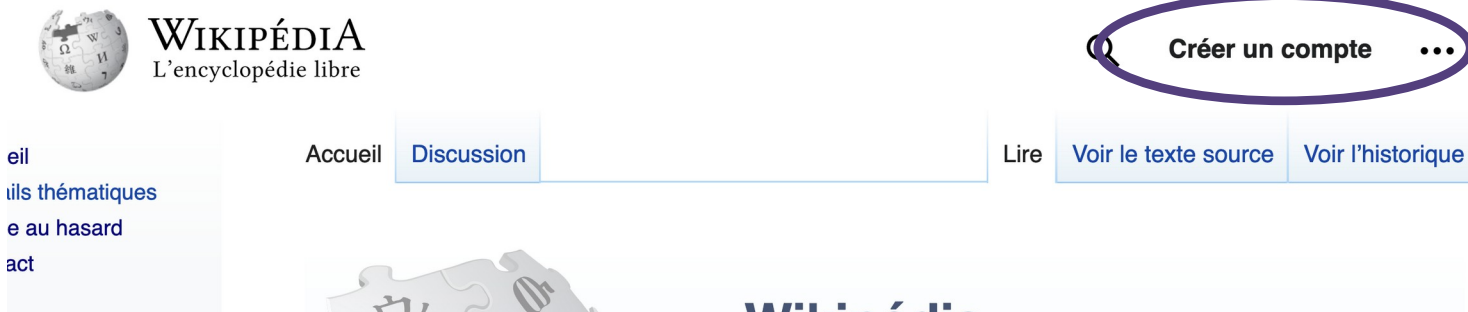 WIKIPÉDIA
L'encyclopédie libre
Créer un compte ...
Accueil Discussion Lire Voir le texte source Voir l'historique
eil
ils thématiques
e au hasard
act
Wikipédia